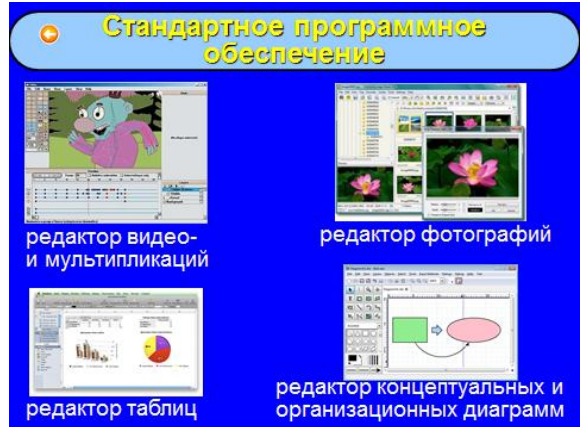 Стандартное программное
обеспечение
редактор видео-
и мультипликаций
редактор фотографий
редактор таблиц
редактор концептуальных и
организационных диаграмм